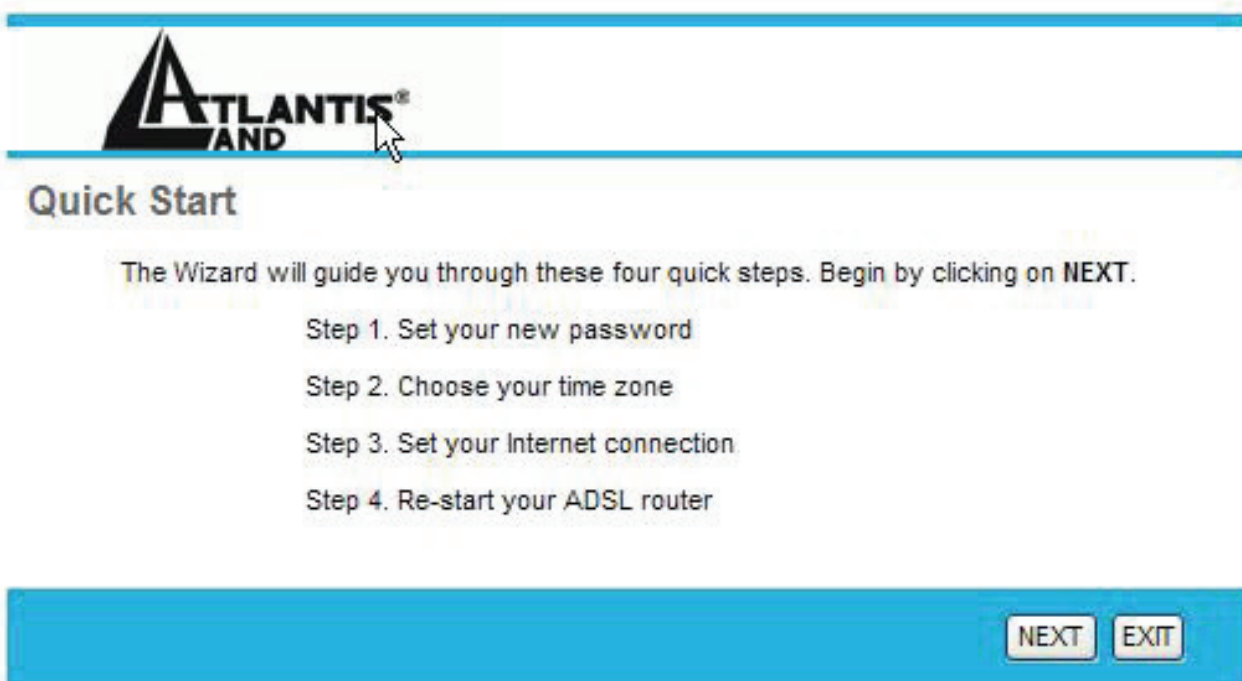 ATLANTIS®
LAND
Quick Start
The Wizard will guide you through these four quick steps. Begin by clicking on NEXT.
Step 1. Set your new password
Step 2. Choose your time zone
Step 3. Set your Internet connection
Step 4. Re-start your ADSL router
NEXT EXIT